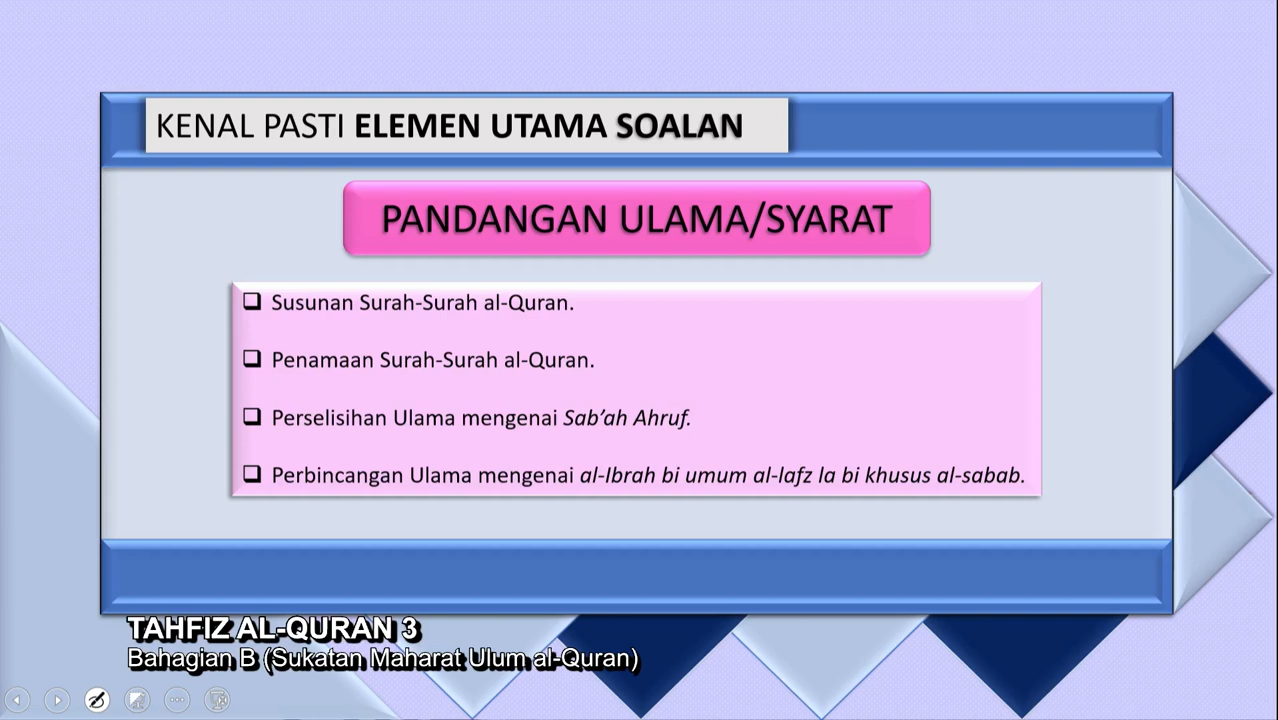 KENAL PASTI ELEMEN UTAMA SOALAN
PANDANGAN ULAMA/SYARAT
❑ Susunan Surah-Surah al-Quran.
❑ Penamaan Surah-Surah al-Quran.
❑ Perselisihan Ulama mengenai Sab’ah Ahruf.
❑ Perbincangan Ulama mengenai al-Ibrah bi umum al-lafz la bi khusus al-sabab.
TAHFIZ AL-QURAN 3
Bahagian B (Sukatan Maharat Ulum al-Quran)